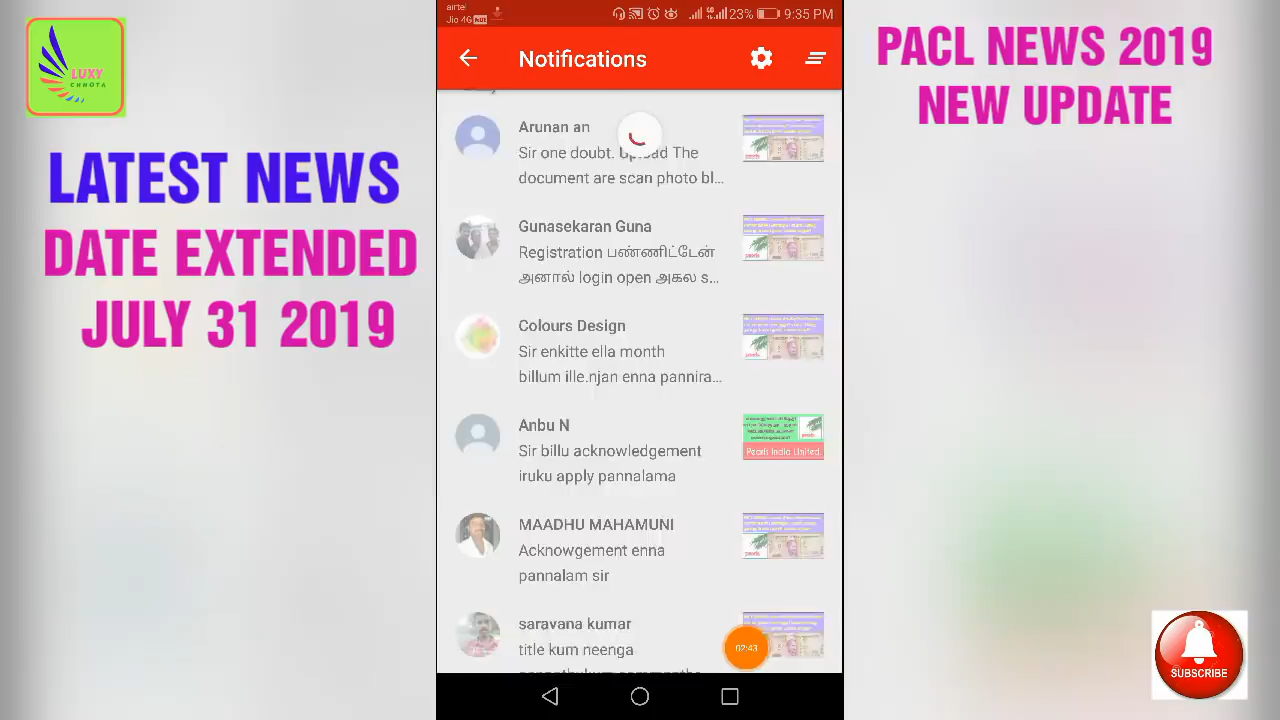 LUXY
CHHOTA
LATEST NEWS
DATE EXTENDED
JULY 31 2019
airtel
Jio 4G
23%
9:35 PM
Notifications
Arunan an
Sir one doubt. Upload The
document are scan photo bl...
Gunasekaran Guna
Registration பண்ணிட்டேன்
அனால் login open அகல s...
Colours Design
Sir enkitte ella month
billum ille.njan enna pannira...
Anbu N
Sir billu acknowledgement
iruku apply pannalama
Pearls India Limited.
MAADHU MAHAMUNI
Acknowgement enna
pannalam sir
saravana kumar
title kum neenga
02:43
PACL NEWS 2019
NEW UPDATE
SUBSCRIBE